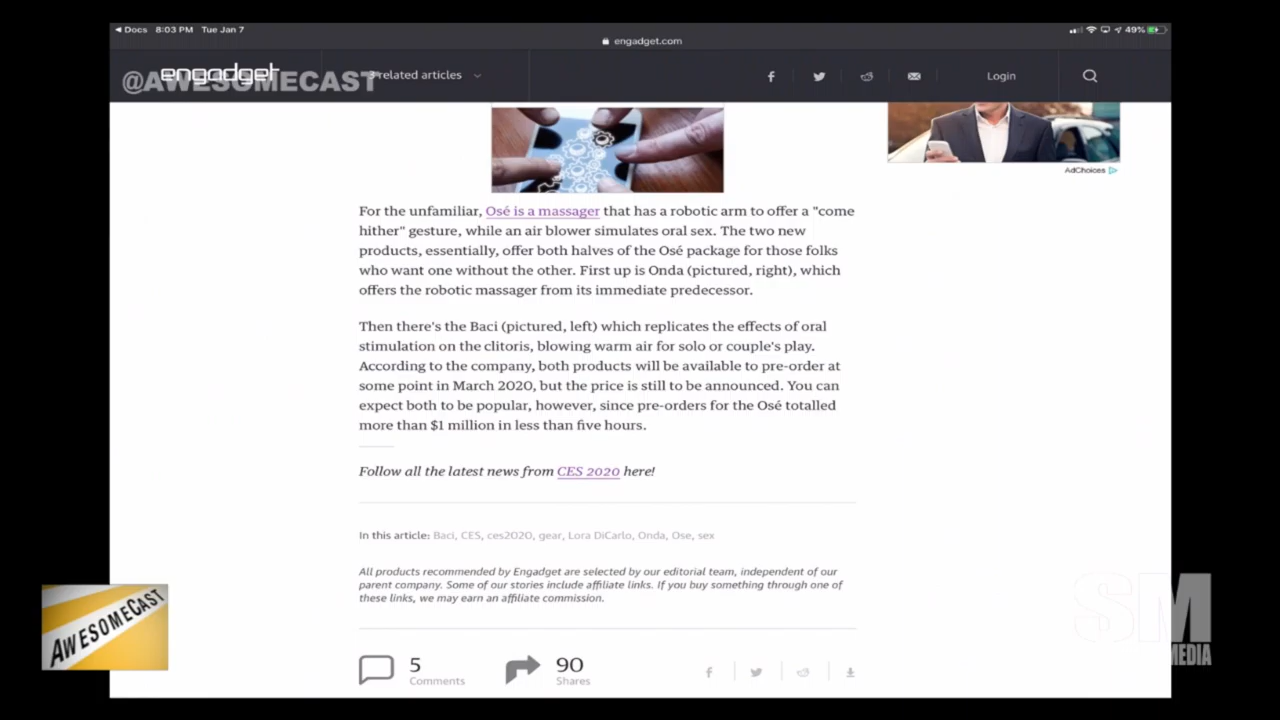 Docs 8:03 PM Tue Jan 7
49%
engadget.com
engadget
@AWESOMECAST
3 related articles
Login
AdChoices
For the unfamiliar, Osé is a massager that has a robotic arm to offer a "come
hither" gesture, while an air blower simulates oral sex. The two new
products, essentially, offer both halves of the Osé package for those folks
who want one without the other. First up is Onda (pictured, right), which
offers the robotic massager from its immediate predecessor.
Then there's the Baci (pictured, left) which replicates the effects of oral
stimulation on the clitoris, blowing warm air for solo or couple's play.
According to the company, both products will be available to pre-order at
some point in March 2020, but the price is still to be announced. You can
expect both to be popular, however, since pre-orders for the Osé totalled
more than $1 million in less than five hours.
Follow all the latest news from CES 2020 here!
In this article: Baci, CES, ces2020, gear, Lora DiCarlo, Onda, Ose, sex
All products recommended by Engadget are selected by our editorial team, independent of our
parent company. Some of our stories include affiliate links. If you buy something through one of
these links, we may earn an affiliate commission.
AWESOMECAST
SM
MEDIA
5
Comments
90
Shares